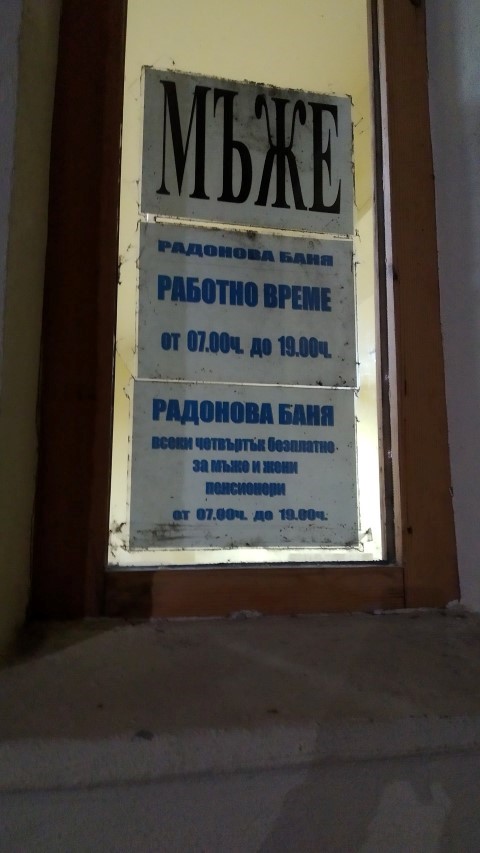 МЪЖЕ
РАДОНОВА БАНЯ
РАБОТНО ВРЕМЕ
от 07.00ч. до 19.00ч.
РАДОНОВА БАНЯ
всеки четвъртък безплатно
за мъже и жени
пенсионери
от 07.00ч. до 19.00ч.